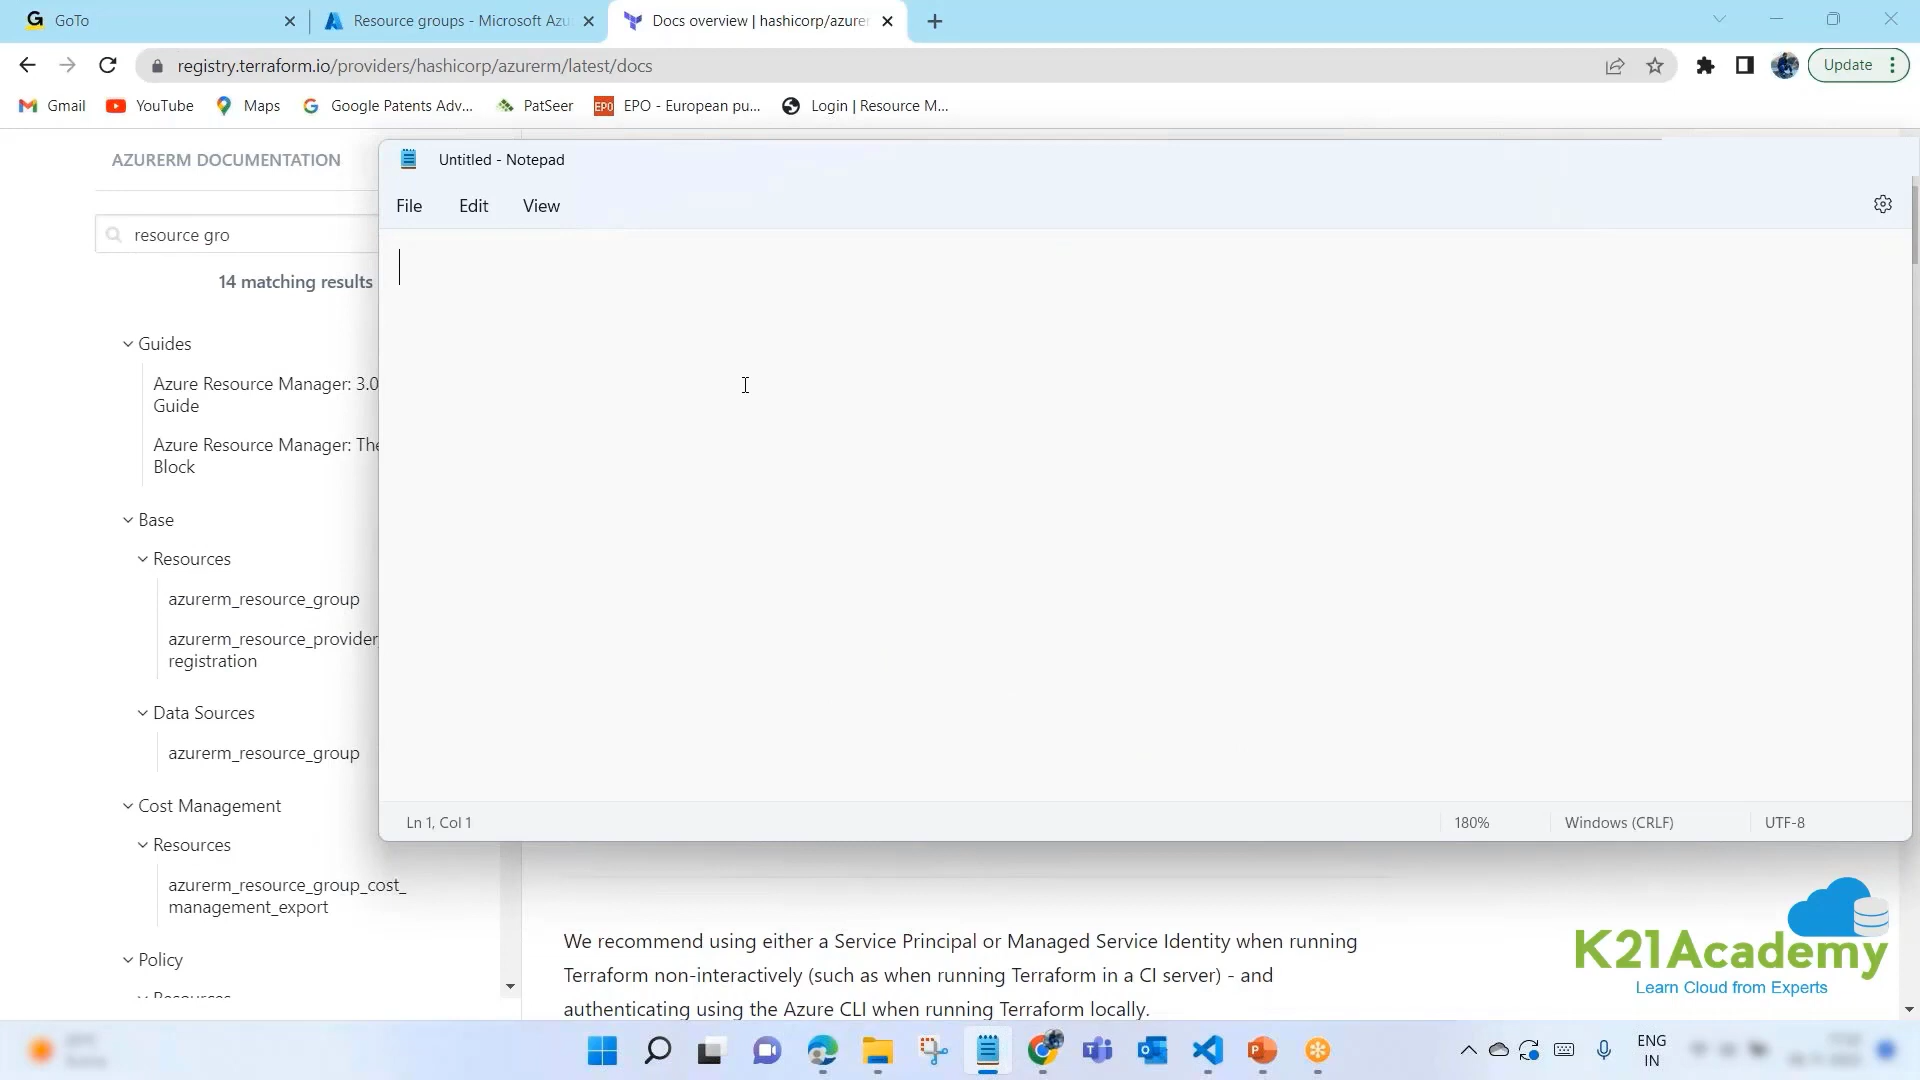 GoTo
Resource groups - Microsoft Azu
Docs overview | hashicorp/azurer
registry.terraform.io/providers/hashicorp/azurerm/latest/docs
Update
Gmail
YouTube
Maps
Google Patents Adv...
PatSeer
EPO
EPO - European pu...
Login | Resource M...
AZURERM DOCUMENTATION
resource gro
14 matching results
Guides
Azure Resource Manager: 3.0
Guide
Azure Resource Manager: The
Block
Base
Resources
azurerm_resource_group
azurerm_resource_provider
registration
Data Sources
azurerm_resource_group
Cost Management
Resources
azurerm_resource_group_cost_
management_export
Policy
Resources
Untitled - Notepad
File
Edit
View
Ln 1, Col 1
180%
Windows (CRLF)
UTF-8
We recommend using either a Service Principal or Managed Service Identity when running
Terraform non-interactively (such as when running Terraform in a CI server) - and
authenticating using the Azure CLI when running Terraform locally.
K21Academy
Learn Cloud from Experts
ENG
IN